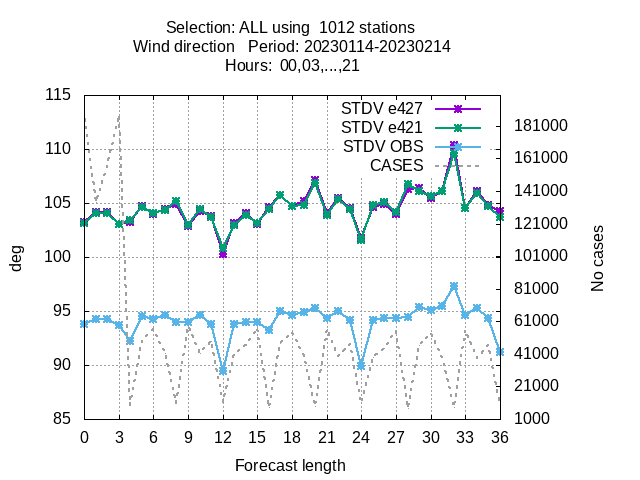 Selection: ALL using  1012 stations
Wind direction   Period: 20230114-20230214
Hours:  00,03,...,21
STDV e427
STDV e421
STDV OBS
CASES
115
110
105
100
95
90
85
181000
161000
141000
121000
101000
81000
61000
41000
21000
1000
deg
No cases
0 3 6 9 12 15 18 21 24 27 30 33 36
Forecast length